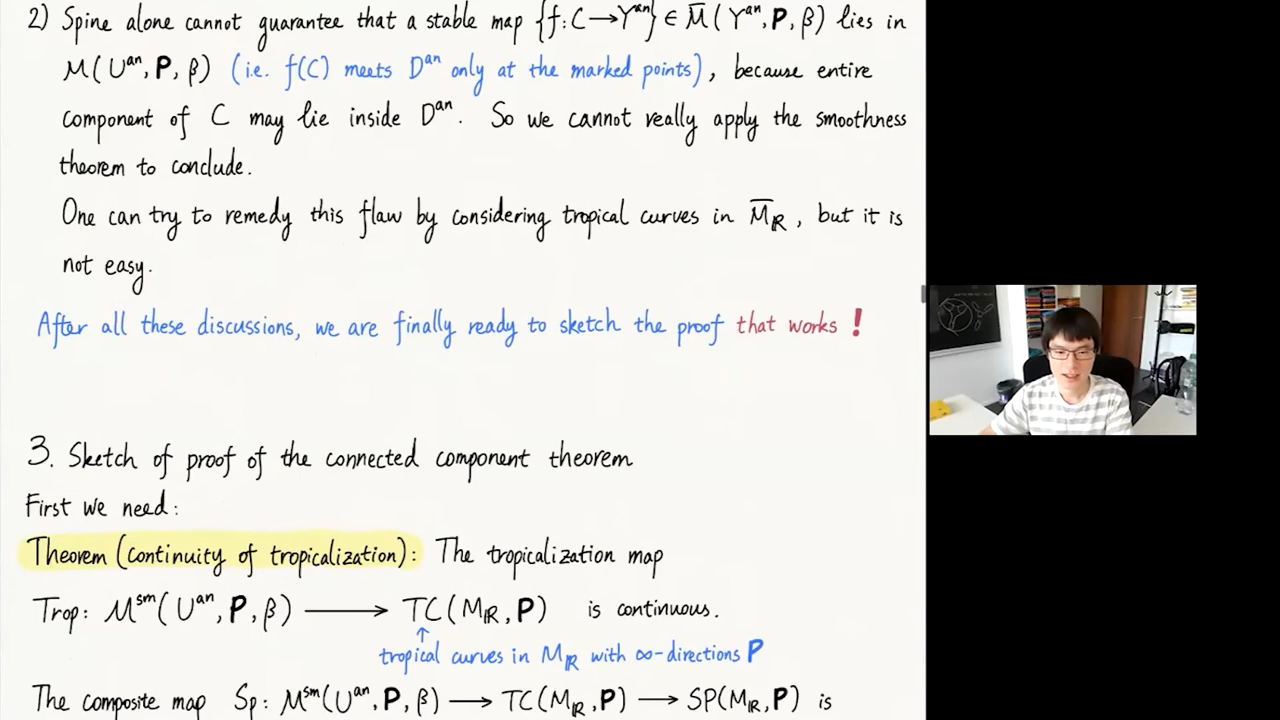 2) Spine alone cannot guarantee that a stable map {f: C→Y^an} ∈ M̄(Y^an, P, β) lies in
M(U^an, P, β) (i.e. f(C) meets D^an only at the marked points), because entire
component of C may lie inside D^an. So we cannot really apply the smoothness
theorem to conclude.
One can try to remedy this flaw by considering tropical curves in M̄_R, but it is
not easy.
After all these discussions, we are finally ready to sketch the proof that works !
3. Sketch of proof of the connected component theorem
First we need:
Theorem (continuity of tropicalization): The tropicalization map
Trop: M^sm(U^an, P, β) ⟶ TC(M_R, P) is continuous.
↑
tropical curves in M_R with ∞-directions P
The composite map Sp: M^sm(U^an, P, β) ⟶ TC(M_R, P) ⟶ SP(M_R, P) is